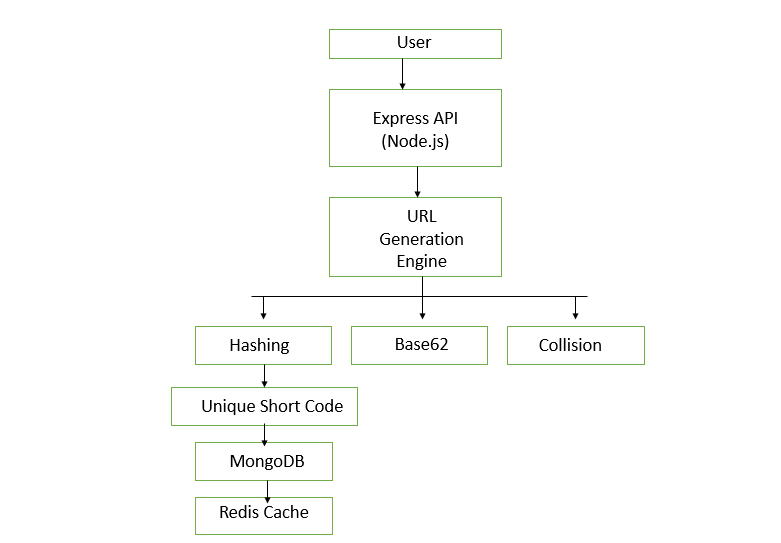 User
Express API
(Node.js)
URL
Generation
Engine
Hashing
Base62
Collision
Unique Short Code
MongoDB
Redis Cache